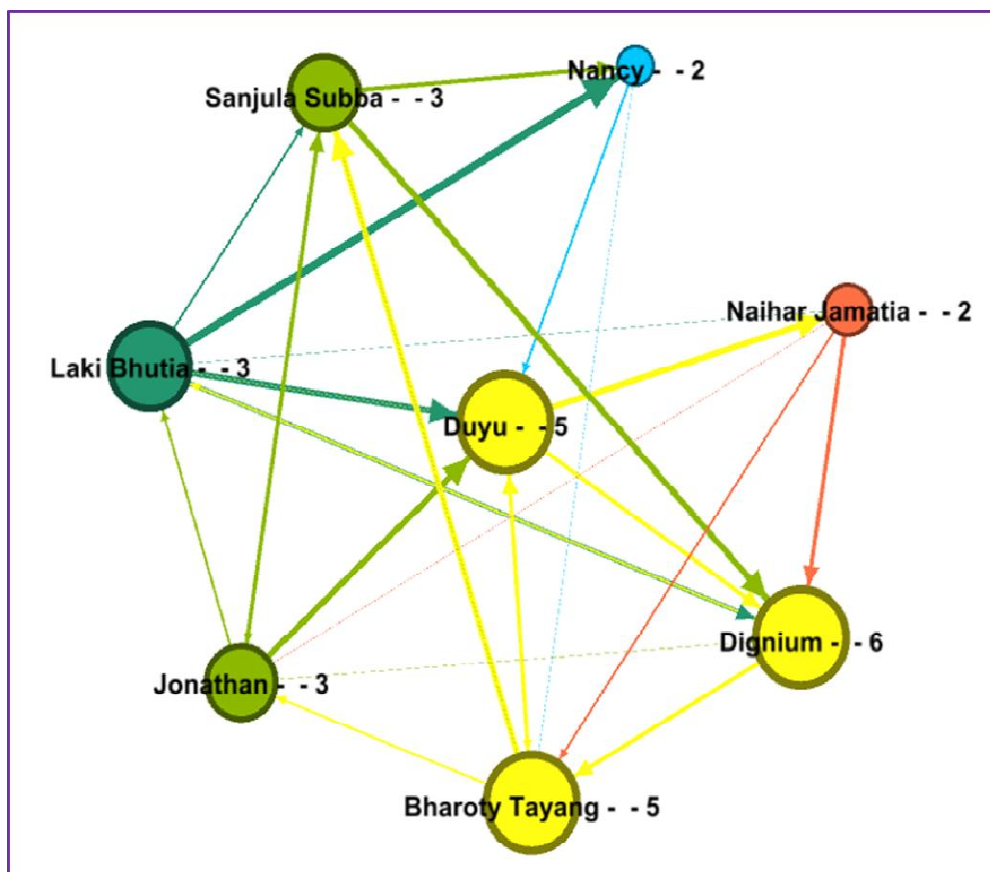 Nancy - - 2
Sanjula Subba - - 3
Naihar Jamatia - - 2
Laki Bhutia - - 3
Duyu - - 5
Dignium - - 6
Jonathan - - 3
Bharoty Tayang - - 5